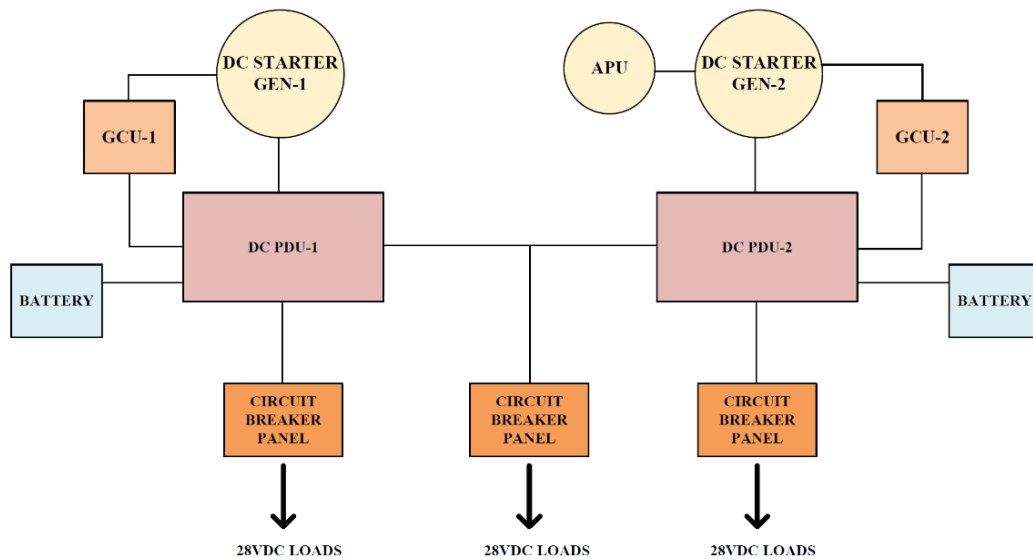 DC STARTER
GEN-1
APU
DC STARTER
GEN-2
GCU-1
GCU-2
DC PDU-1
DC PDU-2
BATTERY
BATTERY
CIRCUIT
BREAKER
PANEL
CIRCUIT
BREAKER
PANEL
CIRCUIT
BREAKER
PANEL
28VDC LOADS
28VDC LOADS
28VDC LOADS